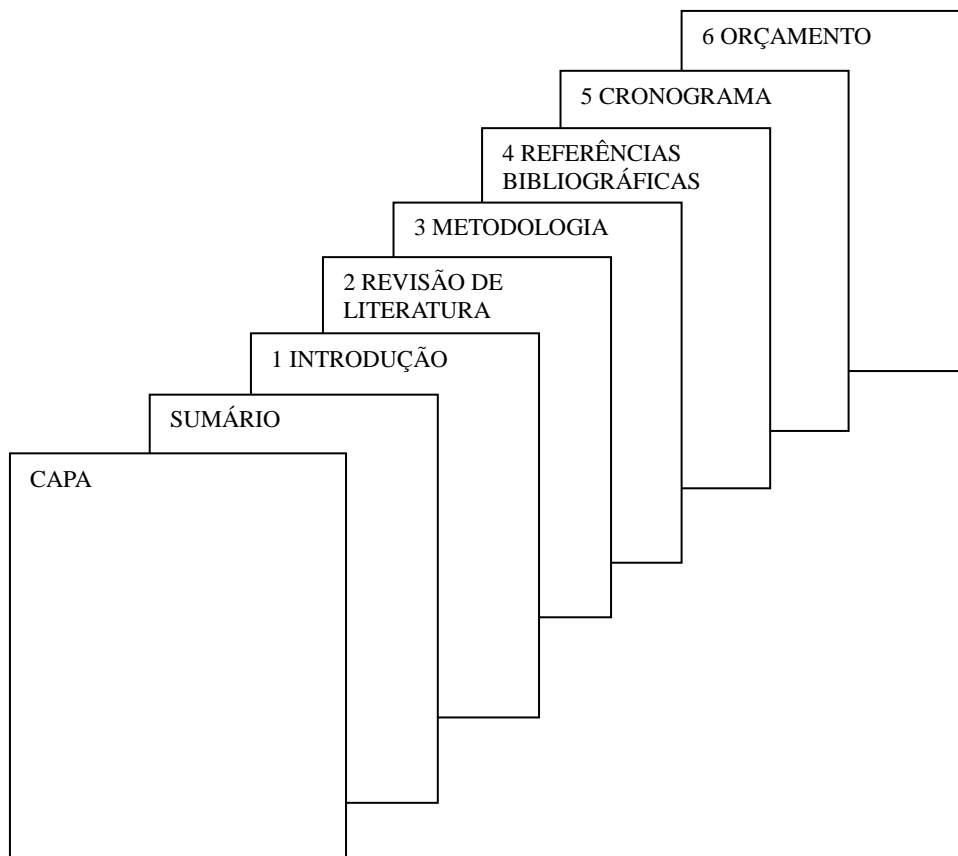 6 ORÇAMENTO
5 CRONOGRAMA
4 REFERÊNCIAS
BIBLIOGRÁFICAS
3 METODOLOGIA
2 REVISÃO DE
LITERATURA
1 INTRODUÇÃO
SUMÁRIO
CAPA